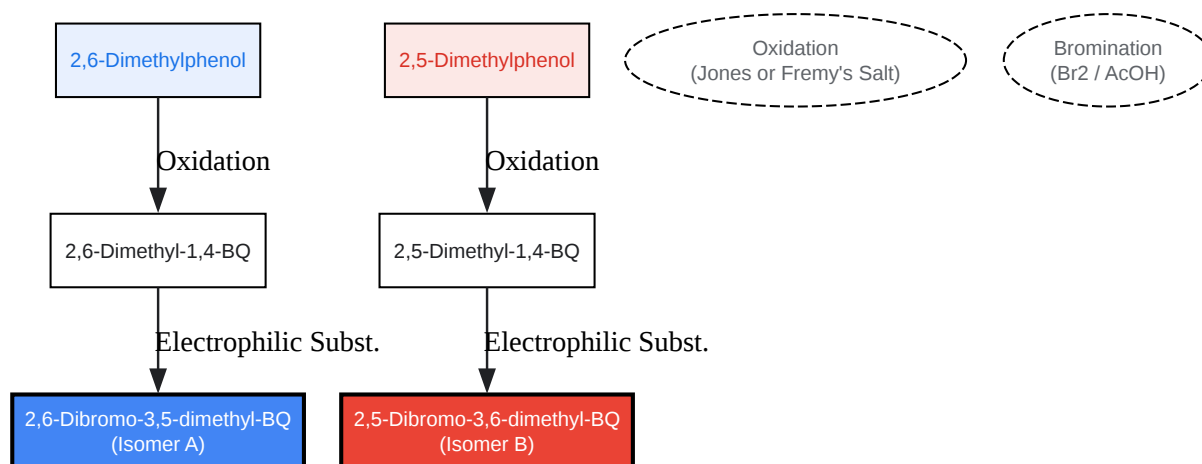 2,6-Dimethylphenol
2,5-Dimethylphenol
Oxidation
(Jones or Fremy's Salt)
Bromination
(Br2 / AcOH)
Oxidation
Oxidation
2,6-Dimethyl-1,4-BQ
2,5-Dimethyl-1,4-BQ
Electrophilic Subst.
Electrophilic Subst.
2,6-Dibromo-3,5-dimethyl-BQ
(Isomer A)
2,5-Dibromo-3,6-dimethyl-BQ
(Isomer B)